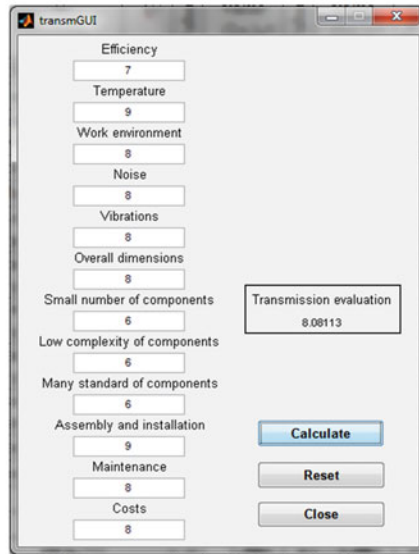 transmGUI
Efficiency
7
Temperature
9
Work environment
8
Noise
8
Vibrations
8
Overall dimensions
8
Small number of components
6
Low complexity of components
6
Many standard of components
6
Assembly and installation
9
Maintenance
8
Costs
8
Transmission evaluation
8.08113
Calculate
Reset
Close